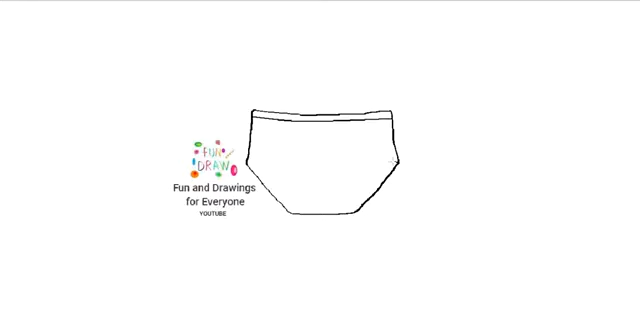 FUN
DRAW
Fun and Drawings
for Everyone
YOUTUBE